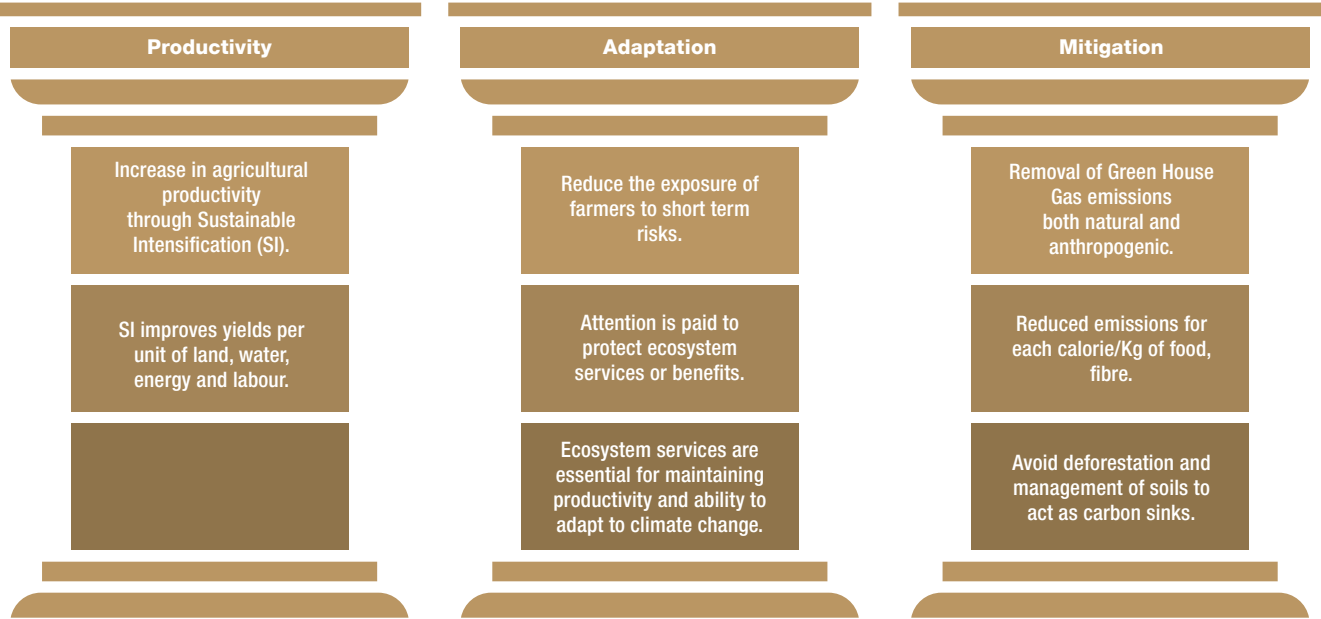 Productivity
Increase in agricultural
productivity
through Sustainable
Intensification (SI).
SI improves yields per
unit of land, water,
energy and labour.
Adaptation
Reduce the exposure of
farmers to short term
risks.
Attention is paid to
protect ecosystem
services or benefits.
Ecosystem services are
essential for maintaining
productivity and ability to
adapt to climate change.
Mitigation
Removal of Green House
Gas emissions
both natural and
anthropogenic.
Reduced emissions for
each calorie/Kg of food,
fibre.
Avoid deforestation and
management of soils to
act as carbon sinks.